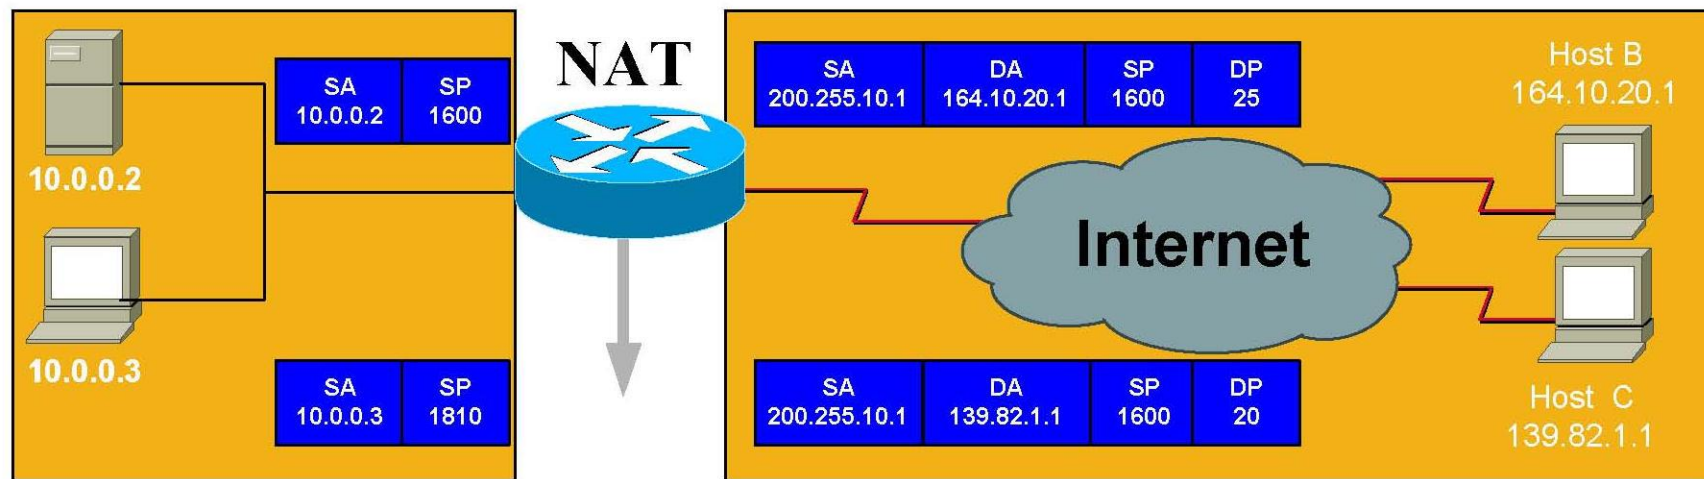 NAT
SA
10.0.0.2
SP
1600
10.0.0.2
10.0.0.3
SA
10.0.0.3
SP
1810
SA
200.255.10.1
DA
164.10.20.1
SP
1600
DP
25
Host B
164.10.20.1
Internet
SA
200.255.10.1
DA
139.82.1.1
SP
1600
DP
20
Host C
139.82.1.1